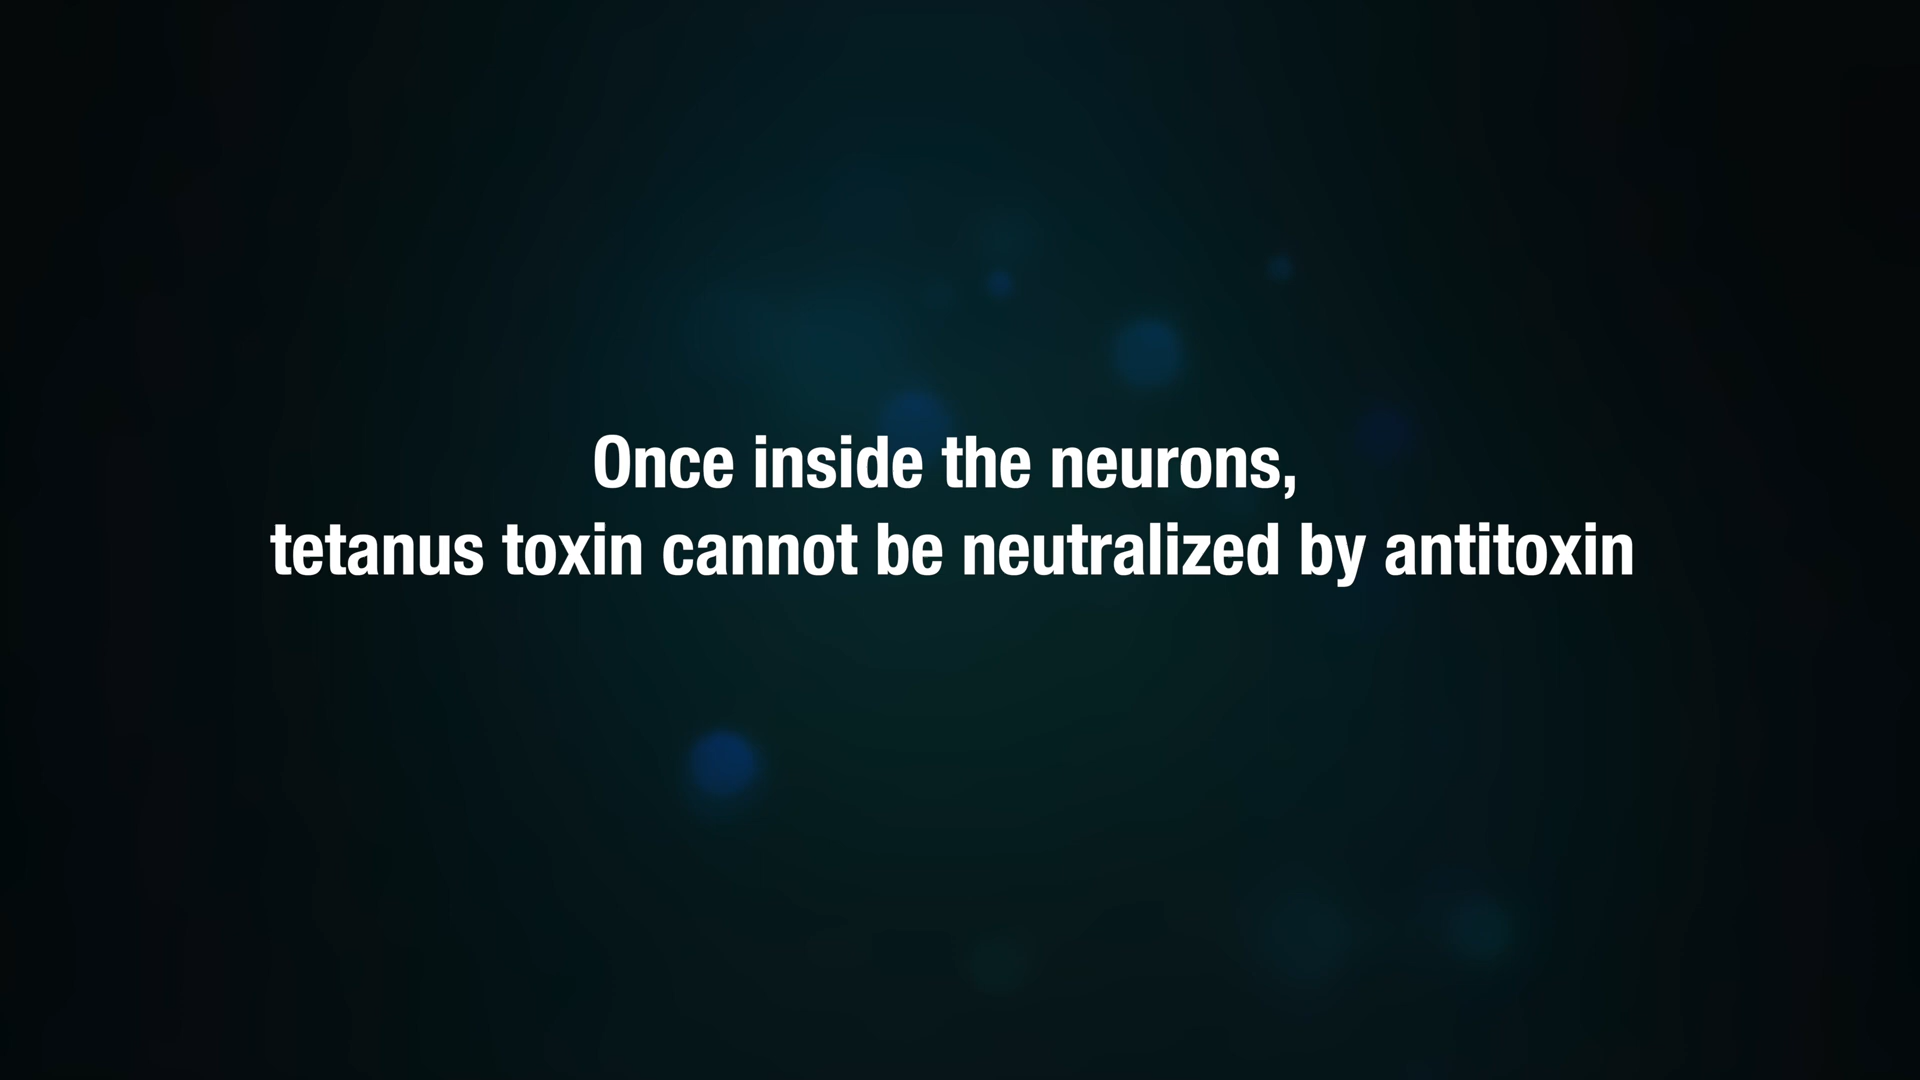 Once inside the neurons,
tetanus toxin cannot be neutralized by antitoxin